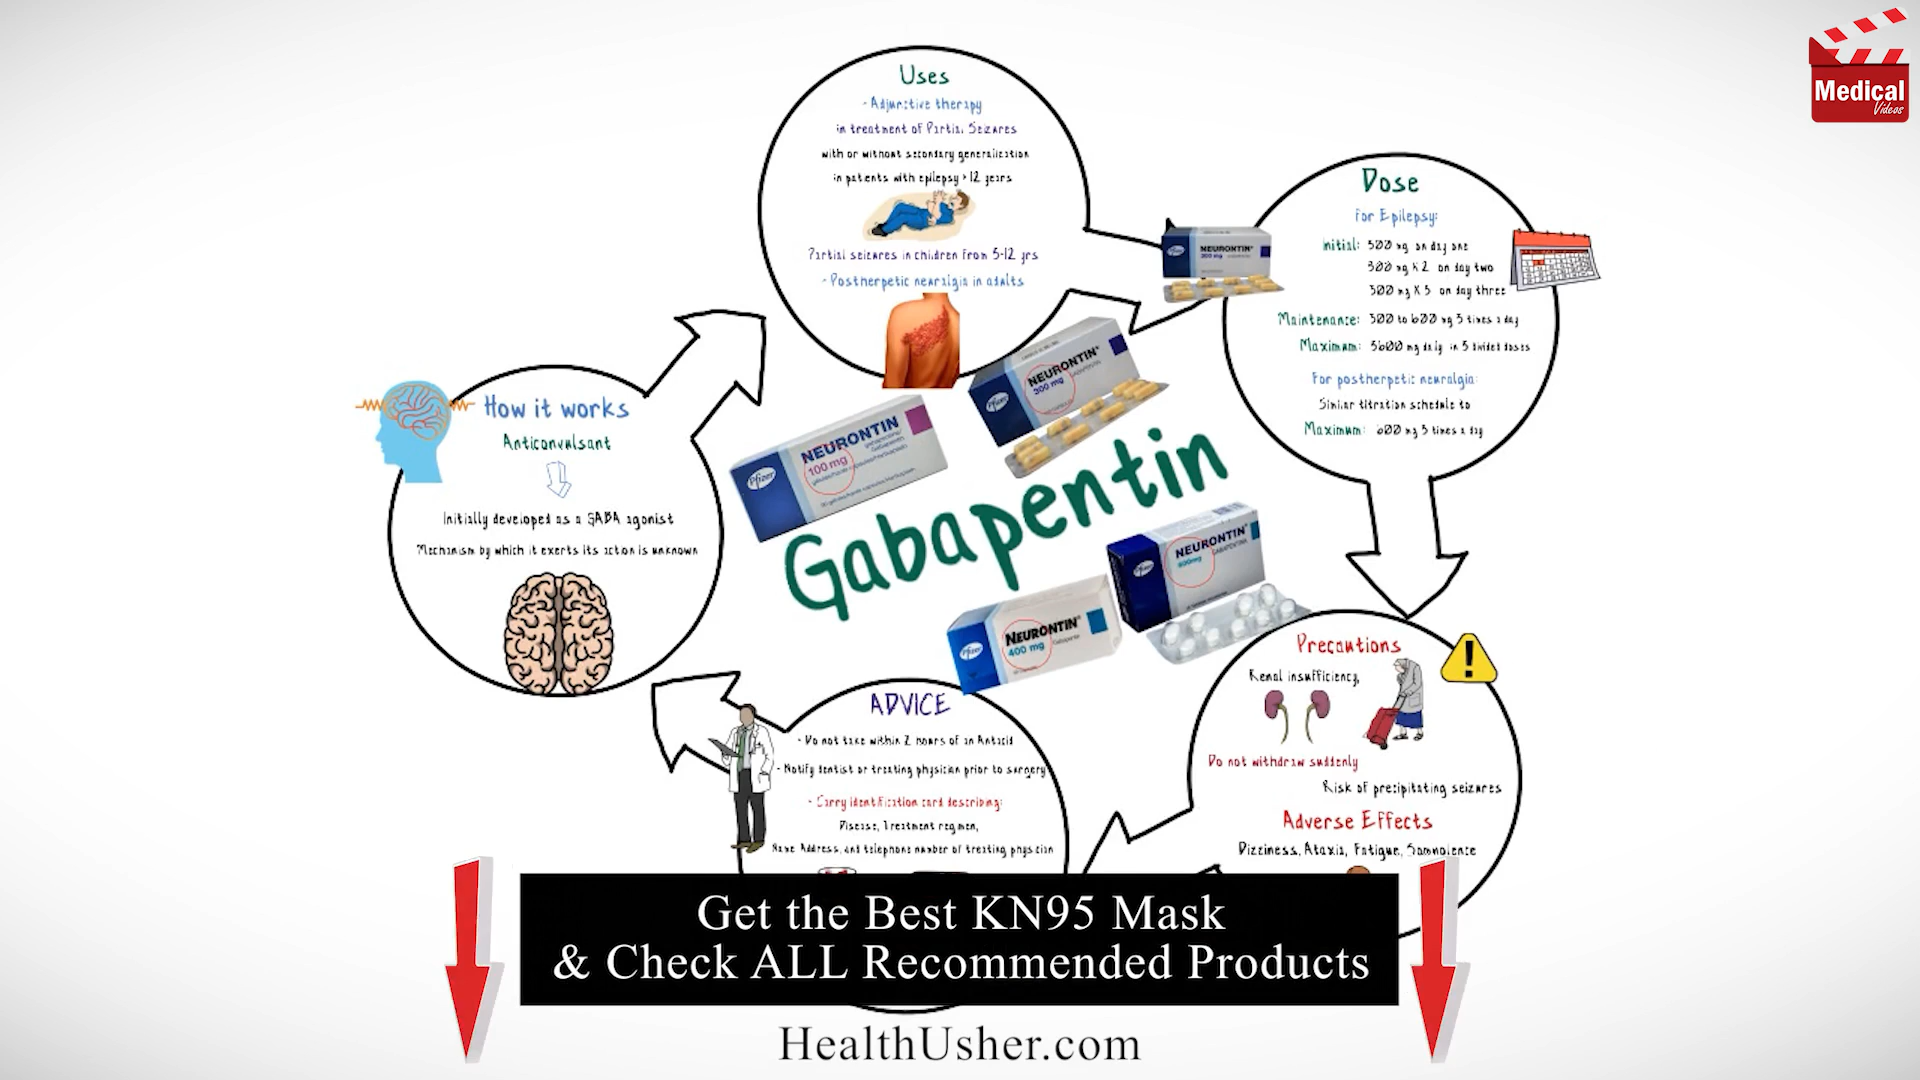 Medical
Videos
Uses
- Adjunctive therapy
in treatment of Partial Seizures
with or without secondary generalization
in patients with epilepsy > 12 years
Partial seizures in children from 3-12 yrs
- Postherpetic neuralgia in adults
Dose
For Epilepsy:
Initial: 300 mg on day one
300 mg X 2 on day two
300 mg X 3 on day three
Maintenance: 300 to 600 mg 3 times a day
Maximum: 3600 mg daily in 3 divided doses
For postherpetic neuralgia:
Similar titration schedule to
Maximum: 600 mg 3 times a day
Pfizer
NEURONTIN
300 mg
How it works
Anticonvulsant
Initially developed as a GABA agonist
Mechanism by which it exerts its action is unknown
Pfizer
NEURONTIN
100 mg
Pfizer
NEURONTIN
300 mg
Gabapentin
Pfizer
NEURONTIN
400 mg
Pfizer
NEURONTIN
GABAPENTINA
Precautions
Renal insufficiency,
Do not withdraw suddenly
Risk of precipitating seizures
Adverse Effects
Dizziness, Ataxia, Fatigue, Somnolence
ADVICE
- Do not take within 2 hours of an Antacid
- Notify dentist or treating physician prior to surgery
- Carry identification card describing:
Disease, Treatment regimen,
Name Address, and telephone number of treating physician
Get the Best KN95 Mask
& Check ALL Recommended Products
HealthUsher.com